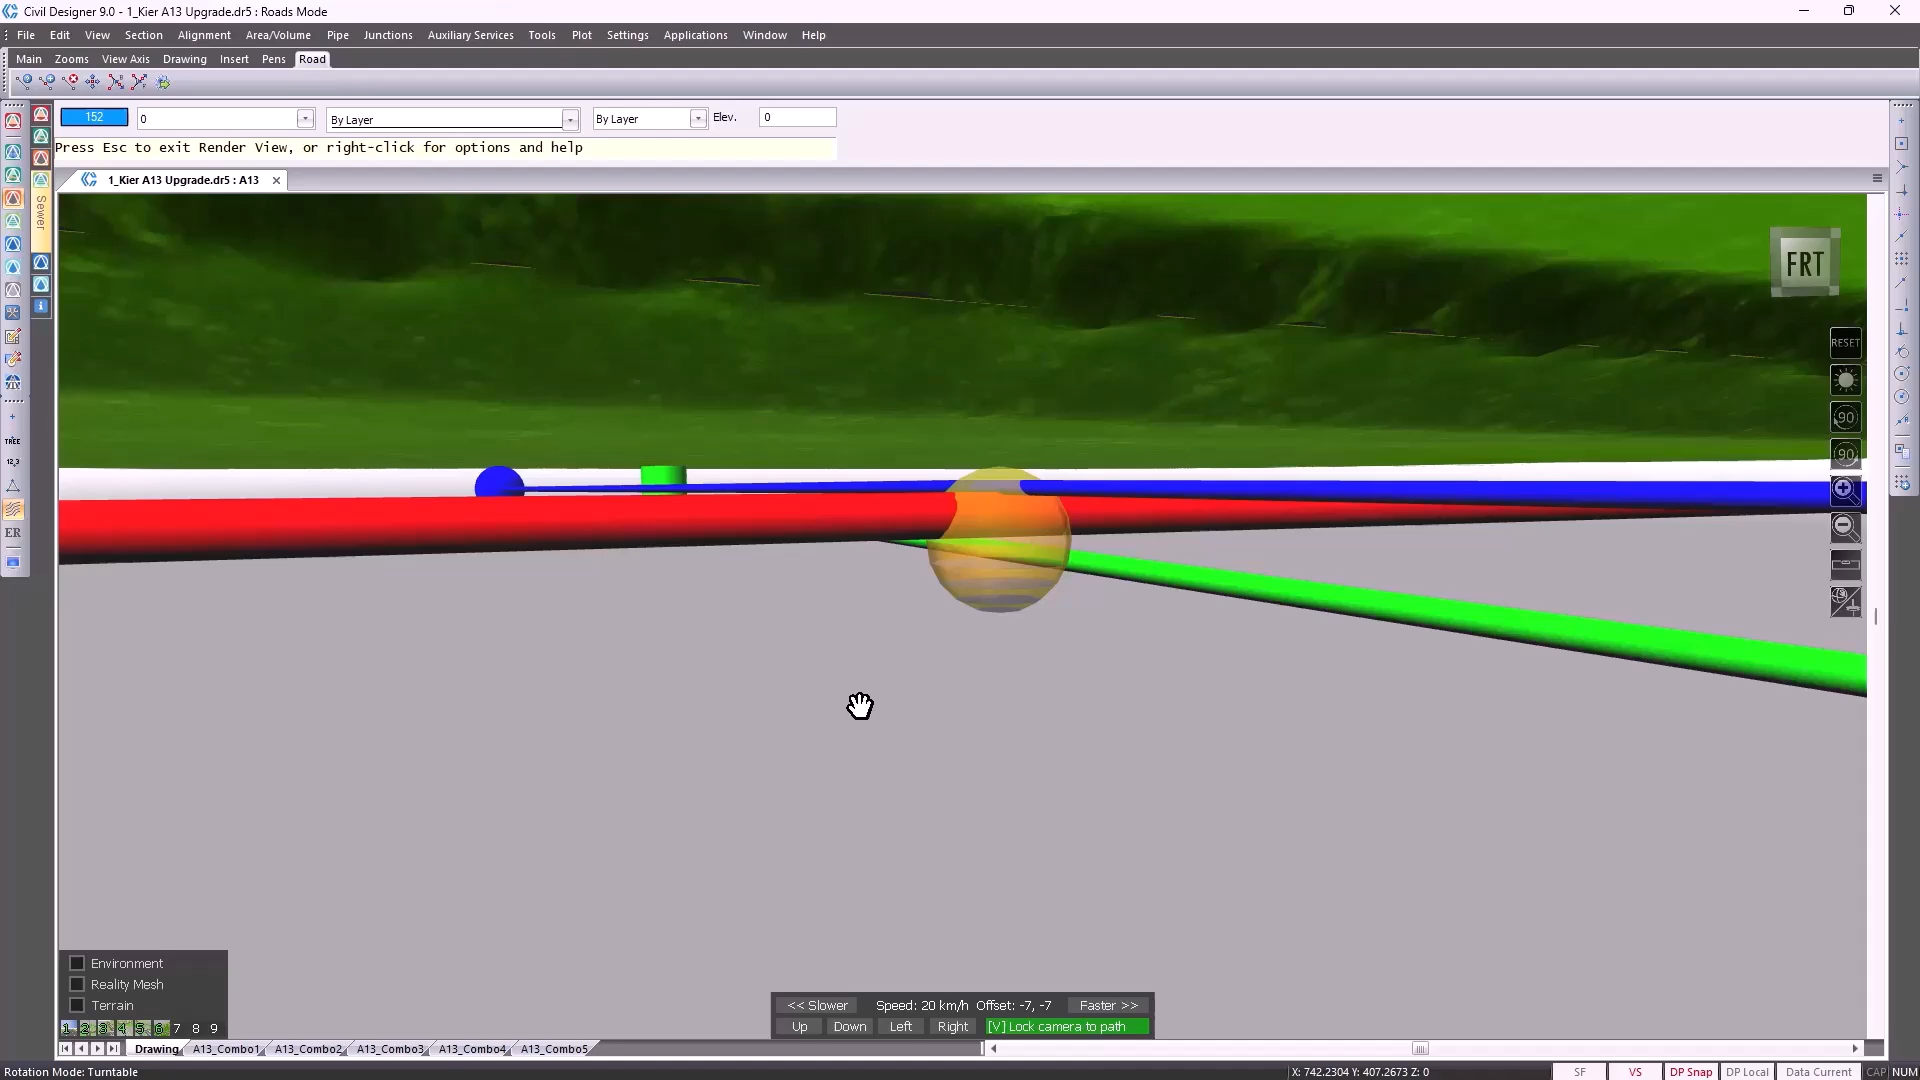 Civil Designer 9.0 - 1_Kier A13 Upgrade.dr5 : Roads Mode
File Edit View Section Alignment Area/Volume Pipe Junctions Auxiliary Services Tools Plot Settings Applications Window Help
Main Zooms View Axis Drawing Insert Pens Road
152 0 By Layer By Layer Elev. 0
Press Esc to exit Render View, or right-click for options and help
1_Kier A13 Upgrade.dr5 : A13
Sewer
FRT
RESET
90
90
TREE
12,3
ER
Environment
Reality Mesh
Terrain
1 2 3 4 5 6 7 8 9
<< Slower Speed: 20 km/h Offset: -7, -7 Faster >>
Up Down Left Right [V] Lock camera to path
Drawing A13_Combo1 A13_Combo2 A13_Combo3 A13_Combo4 A13_Combo5
Rotation Mode: Turntable X: 742.2304 Y: 407.2673 Z: 0 SF VS DP Snap DP Local Data Current CAP NUM